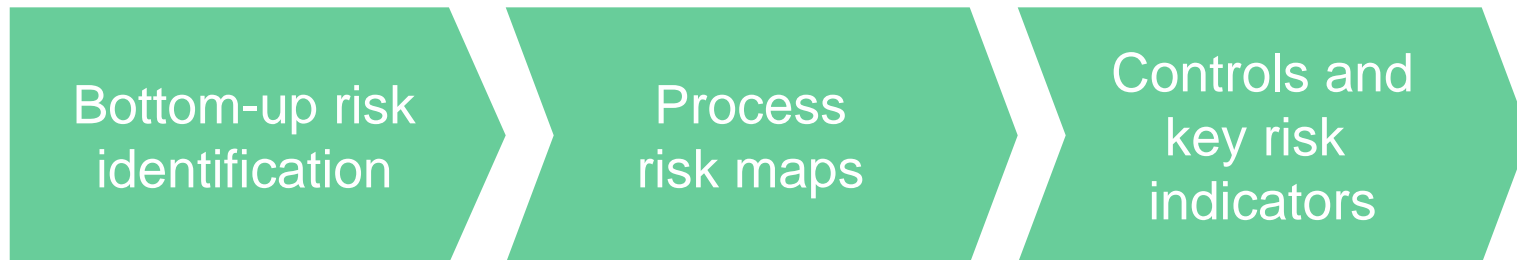 Bottom-up risk
identification
Process
risk maps
Controls and
key risk
indicators